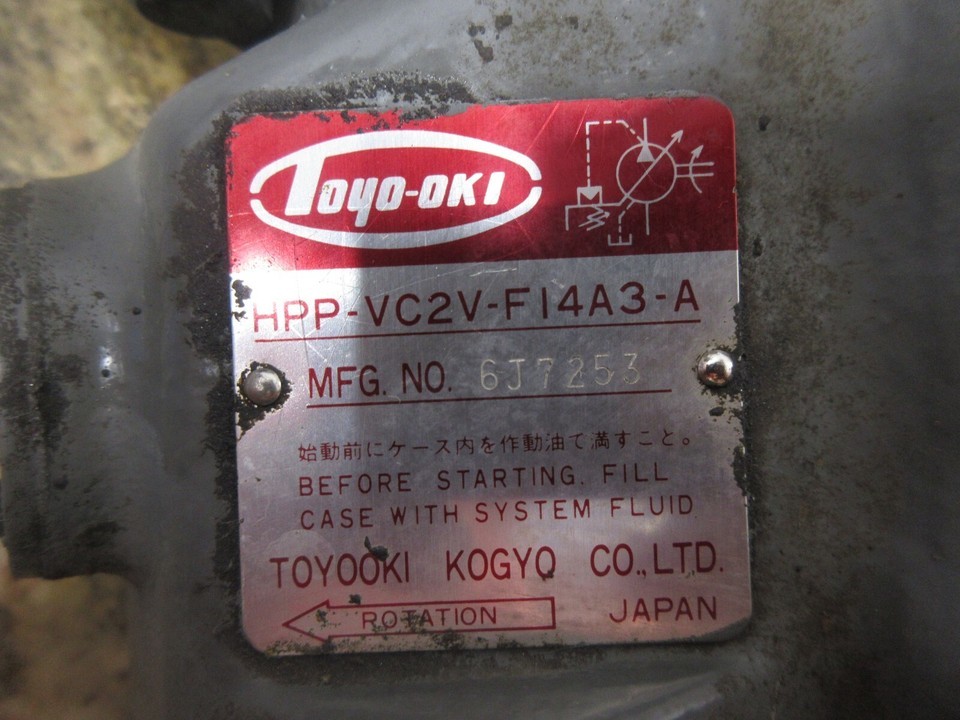 TOYO-OKI
HPP-VC2V-F14A3-A
MFG. NO. 6J7253
始動前にケース内を作動油で満すこと。
BEFORE STARTING. FILL
CASE WITH SYSTEM FLUID
TOYOOKI KOGYO CO.,LTD.
ROTATION JAPAN